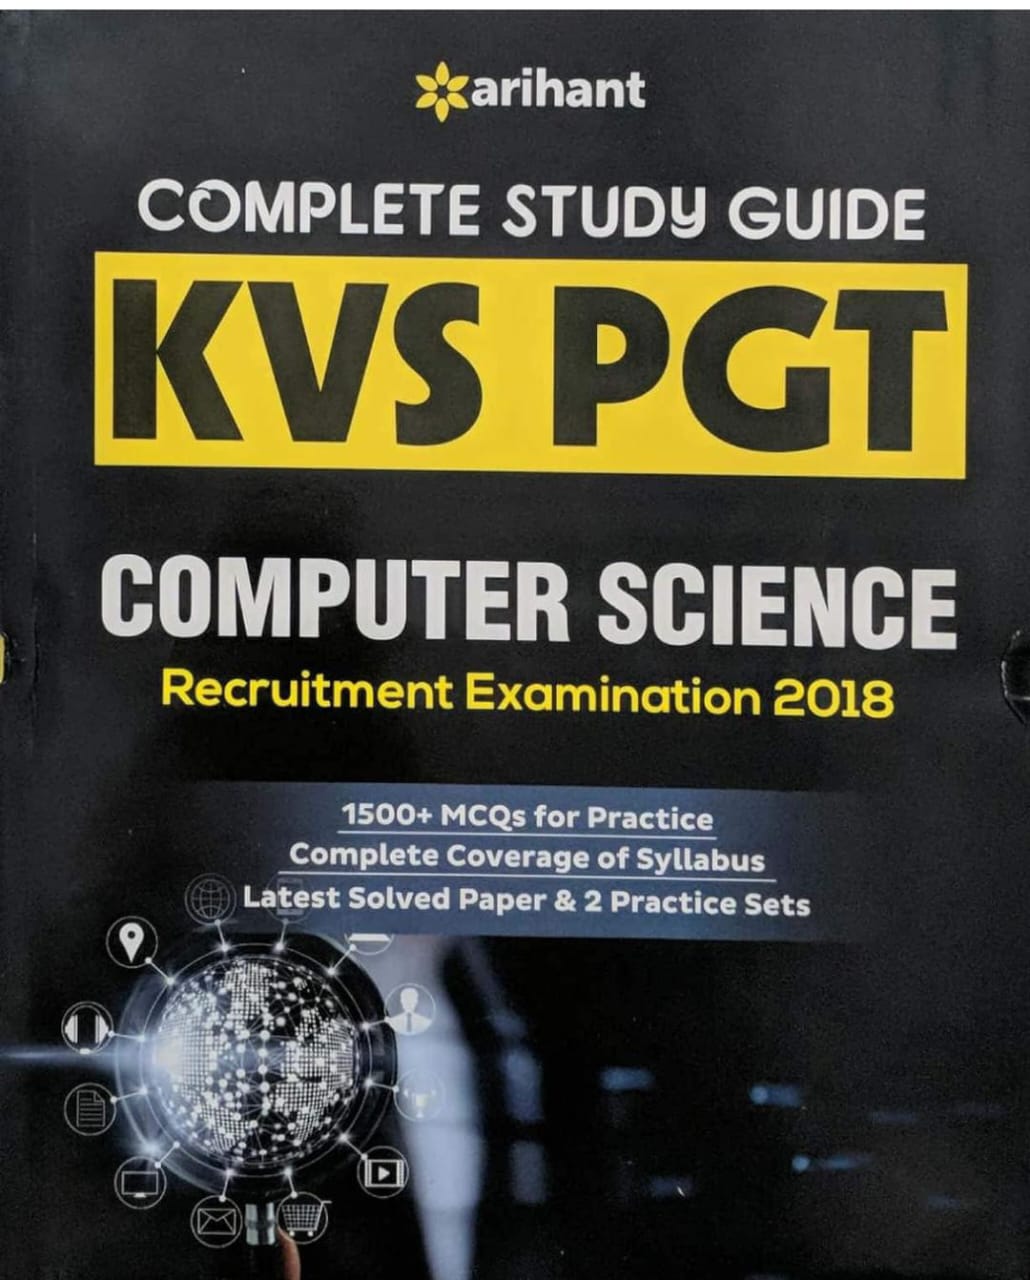 arihant
COMPLETE STUDY GUIDE
KVS PGT
COMPUTER SCIENCE
Recruitment Examination 2018
1500+ MCQs for Practice
Complete Coverage of Syllabus
Latest Solved Paper & 2 Practice Sets